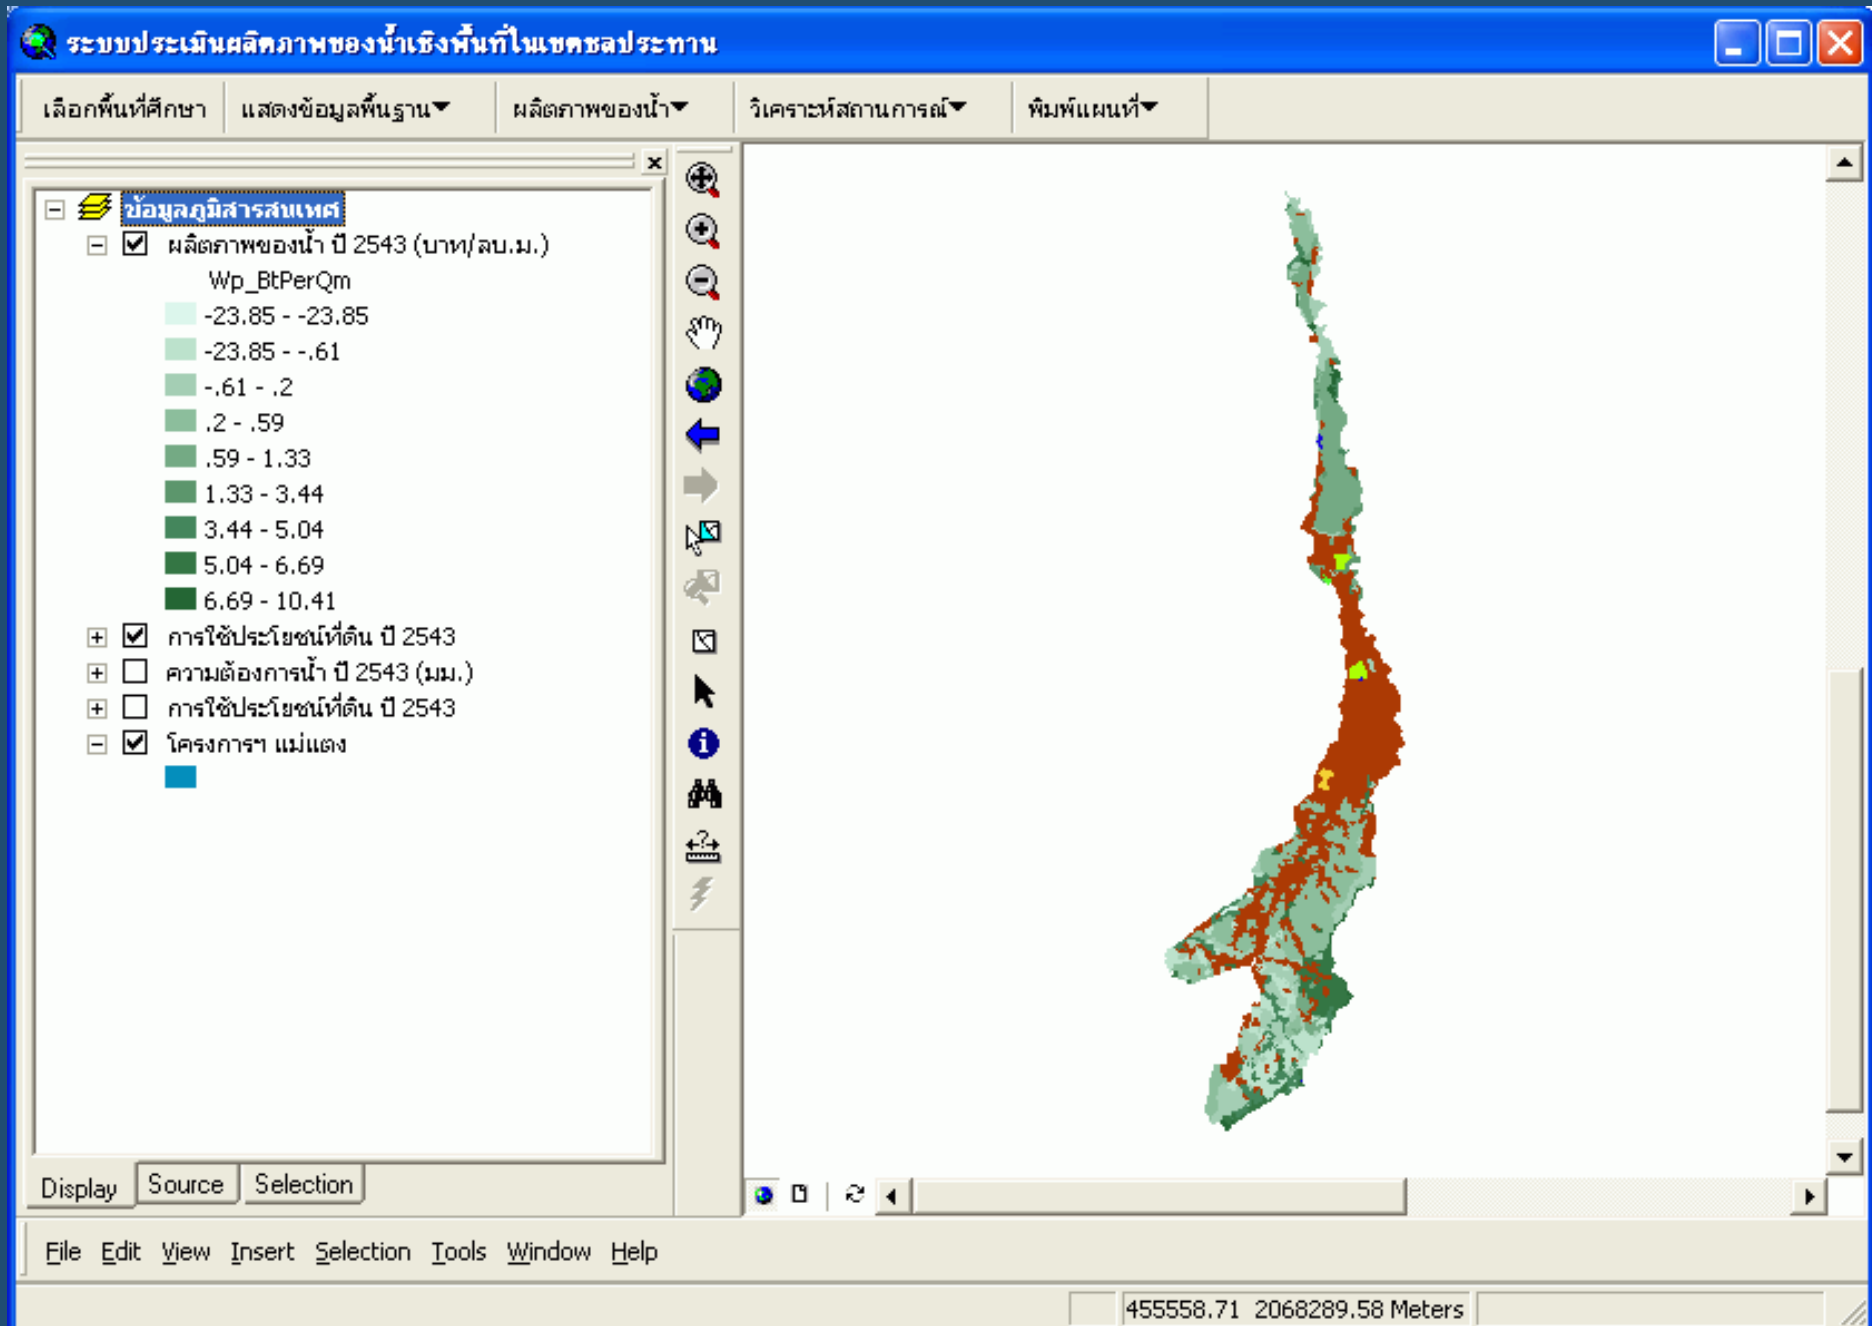 ระบบประเมินผลิตภาพของน้ำเชิงพื้นที่ในเขตชลประทาน
เลือกพื้นที่ศึกษา แสดงข้อมูลพื้นฐาน ผลิตภาพของน้ำ วิเคราะห์สถานการณ์ พิมพ์แผนที่
ข้อมูลภูมิสารสนเทศ
ผลิตภาพของน้ำ ปี 2543 (บาท/ลบ.ม.)
Wp_BtPerQm
-23.85 - -23.85
-23.85 - -.61
-.61 - .2
.2 - .59
.59 - 1.33
1.33 - 3.44
3.44 - 5.04
5.04 - 6.69
6.69 - 10.41
การใช้ประโยชน์ที่ดิน ปี 2543
ความต้องการน้ำ ปี 2543 (มม.)
การใช้ประโยชน์ที่ดิน ปี 2543
โครงการฯ แม่แตง
Display Source Selection
File Edit View Insert Selection Tools Window Help
455558.71 2068289.58 Meters